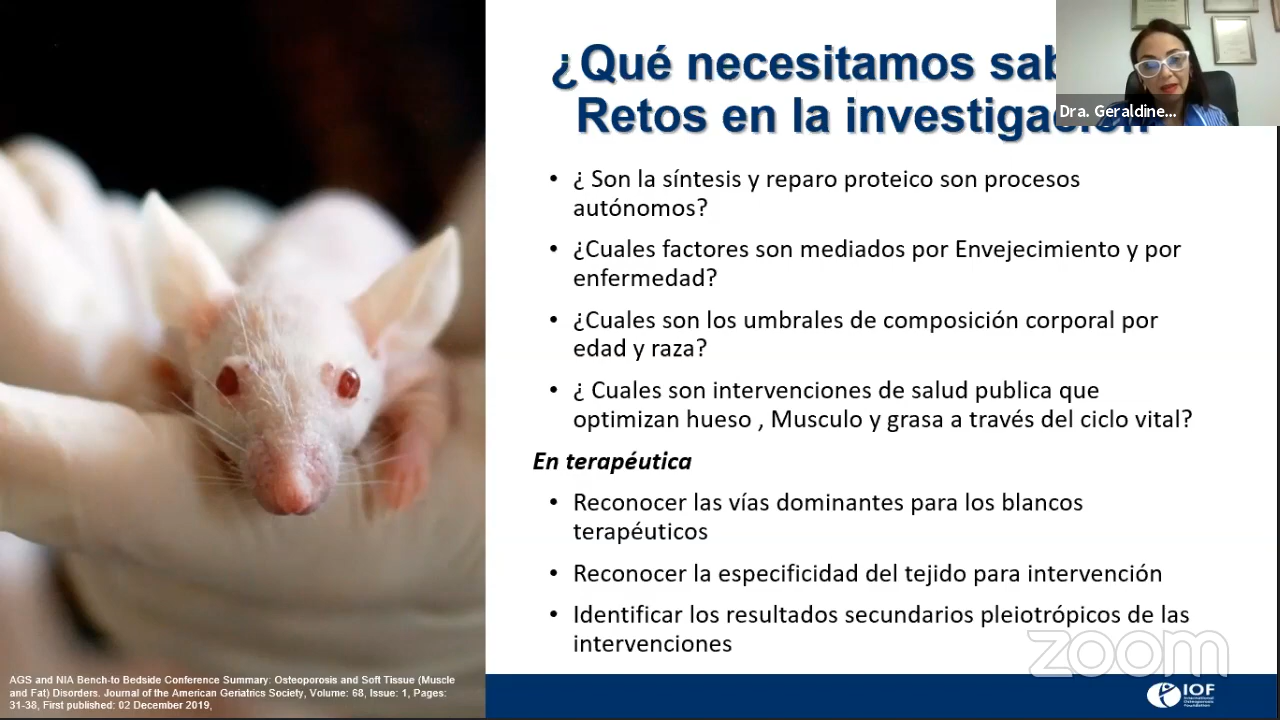 ¿Qué necesitamos sab
Retos en la investigación
Dra. Geraldine...
• ¿ Son la síntesis y reparo proteico son procesos
autónomos?
• ¿Cuales factores son mediados por Envejecimiento y por
enfermedad?
• ¿Cuales son los umbrales de composición corporal por
edad y raza?
• ¿ Cuales son intervenciones de salud publica que
optimizan hueso , Musculo y grasa a través del ciclo vital?
En terapéutica
• Reconocer las vías dominantes para los blancos
terapéuticos
• Reconocer la especificidad del tejido para intervención
• Identificar los resultados secundarios pleiotrópicos de las
intervenciones
zoom
AGS and NIA Bench-to Bedside Conference Summary: Osteoporosis and Soft Tissue (Muscle
and Fat) Disorders. Journal of the American Geriatrics Society, Volume: 68, Issue: 1, Pages:
31-38, First published: 02 December 2019,
IOF
International
Osteoporosis
Foundation